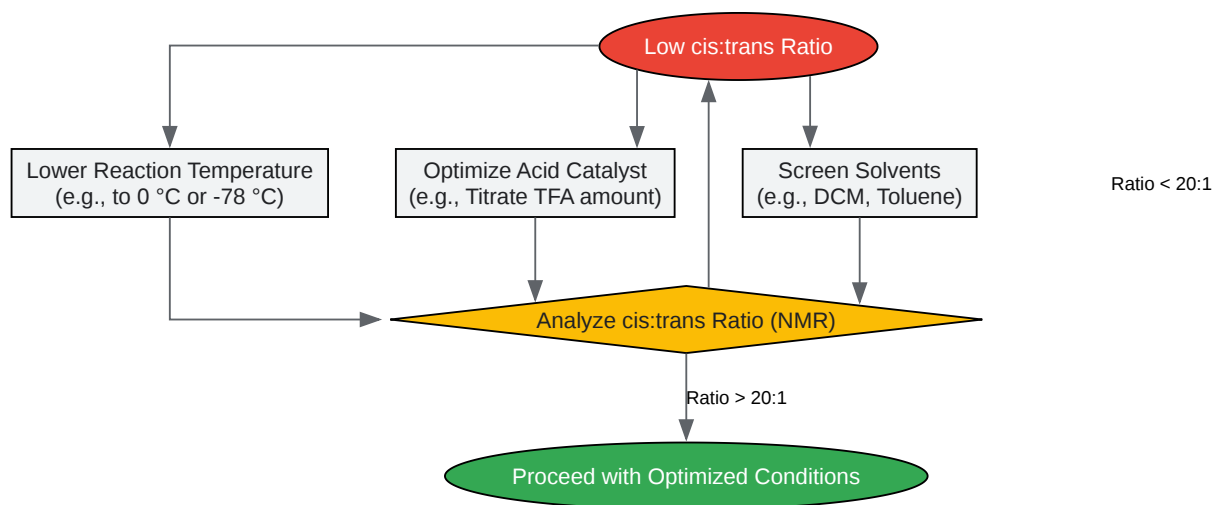 Low cis:trans Ratio
Lower Reaction Temperature
(e.g., to 0 °C or -78 °C)
Optimize Acid Catalyst
(e.g., Titrate TFA amount)
Screen Solvents
(e.g., DCM, Toluene)
Ratio < 20:1
Analyze cis:trans Ratio (NMR)
Ratio > 20:1
Proceed with Optimized Conditions